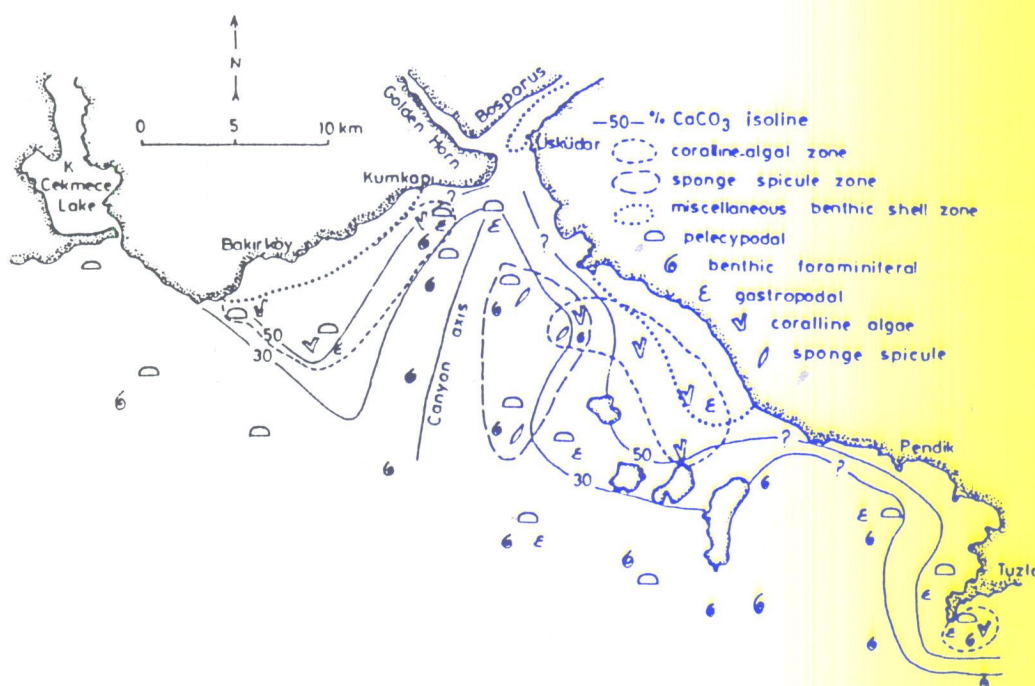 N
0 5 10 km
K
Cekmece
Lake
Bakırköy
Kumkapı
Golden Horn
Bosporus
Üsküdar
—50—% CaCO₃ isoline
coralline-algal zone
sponge spicule zone
miscellaneous benthic shell zone
pelecypodal
benthic foraminiferal
gastropodal
coralline algae
sponge spicule
?
?
50
30
Canyon axis
50
30
?
?
Pendik
Tuzla